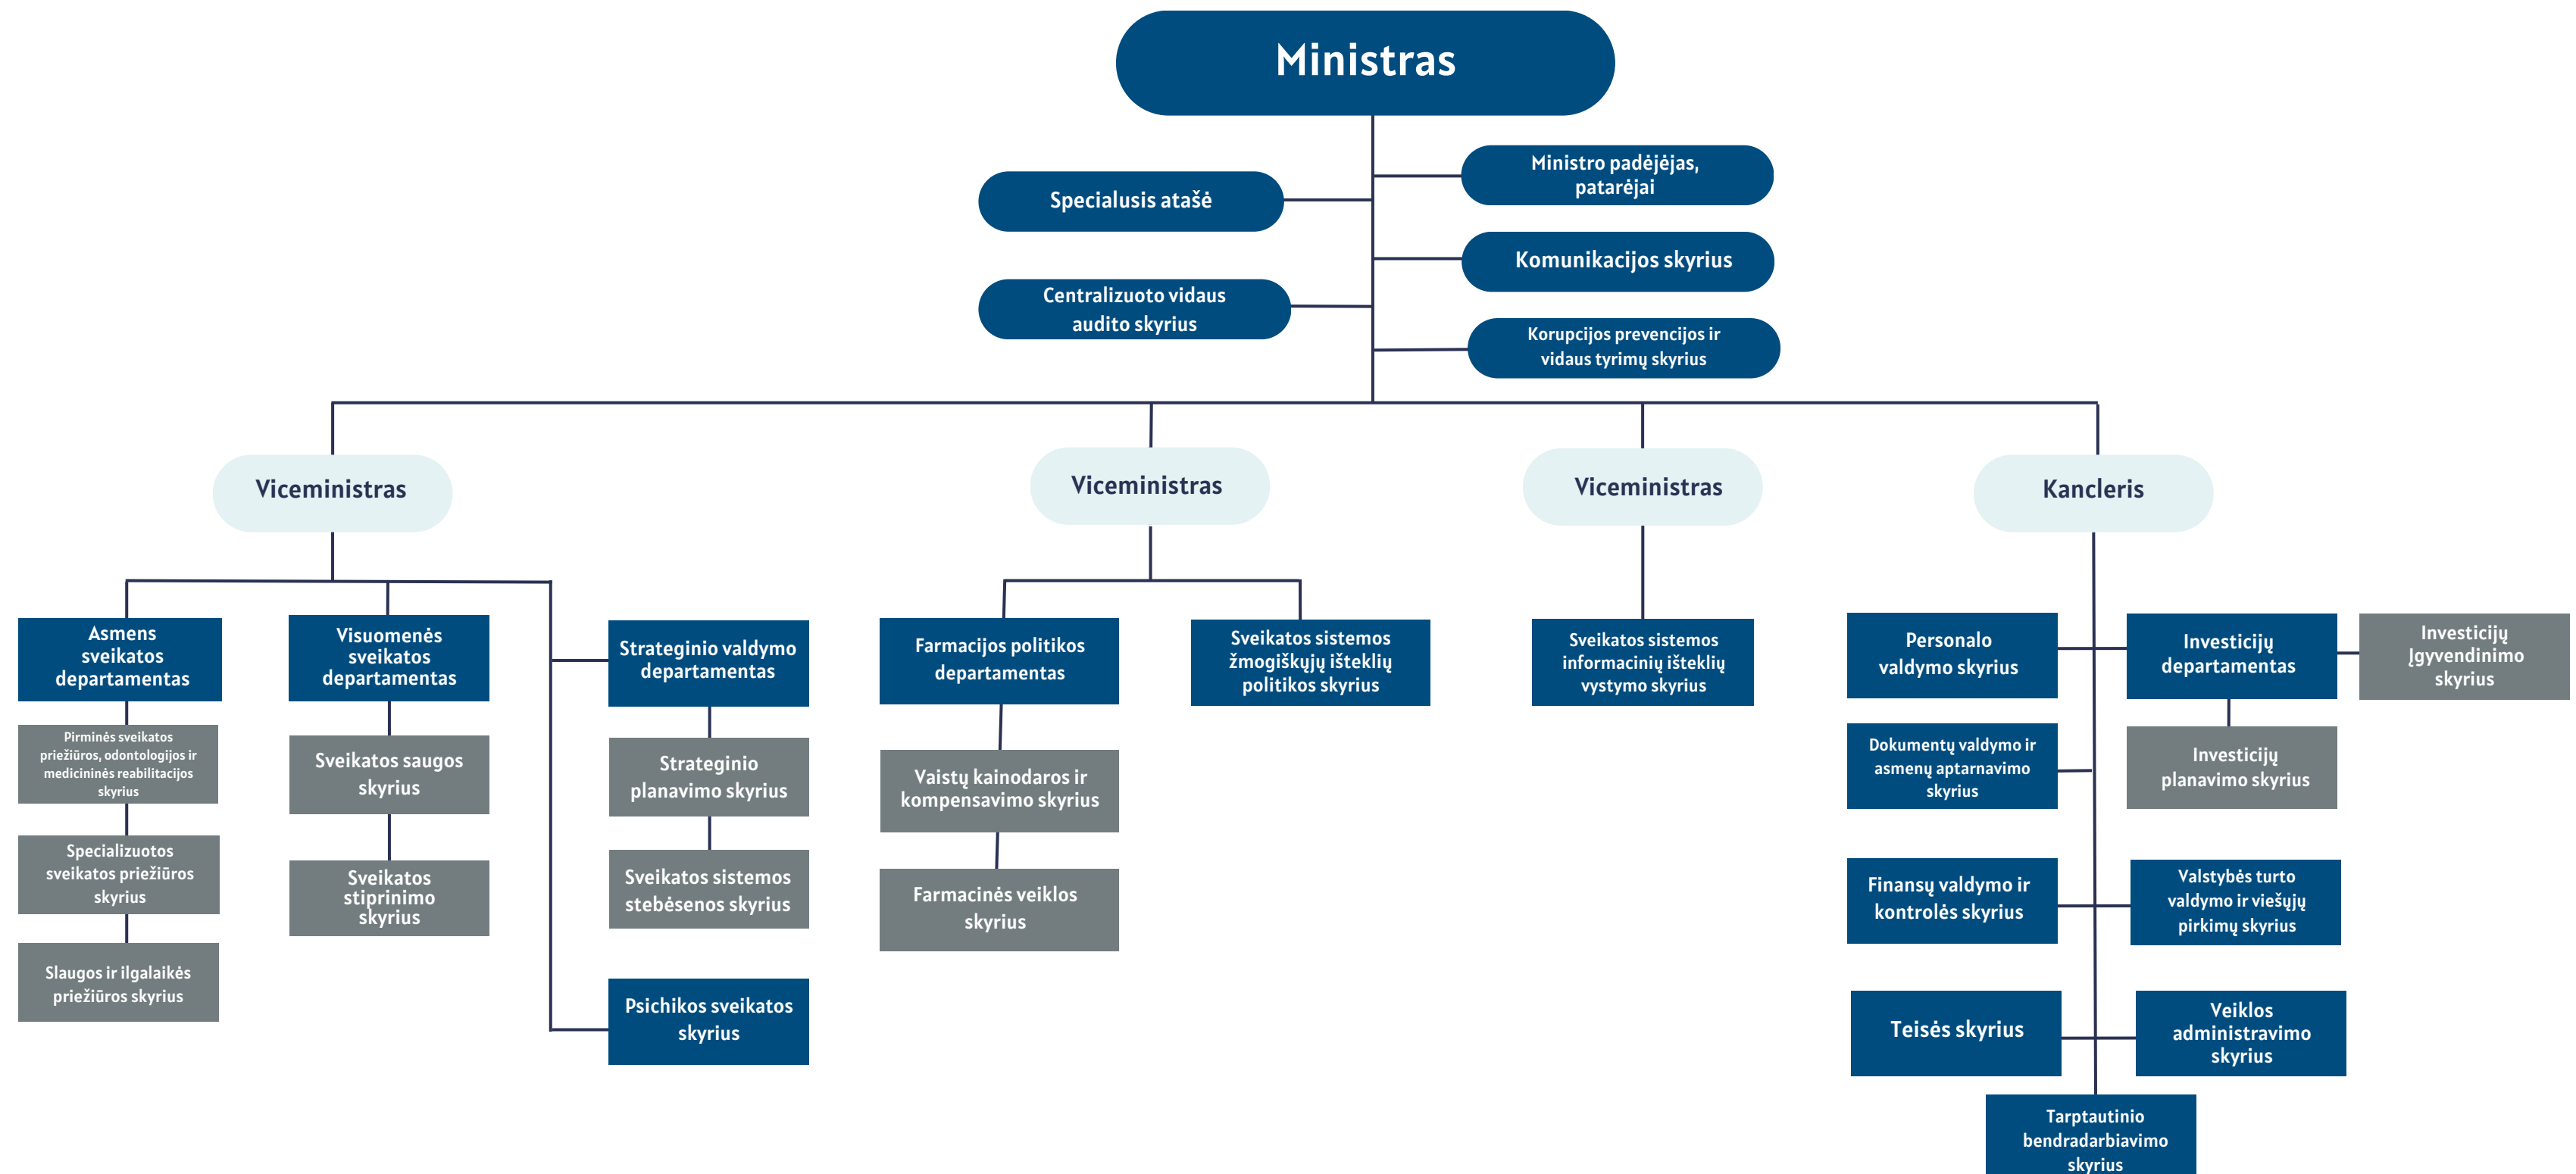 Ministras
Ministro padėjėjas,
patarėjai
Specialusis atašė
Komunikacijos skyrius
Centralizuoto vidaus
audito skyrius
Korupcijos prevencijos ir
vidaus tyrimų skyrius
Viceministras
Viceministras
Viceministras
Kancleris
Asmens
sveikatos
departamentas
Pirminės sveikatos
priežiūros, odontologijos ir
medicininės reabilitacijos
skyrius
Specializuotos
sveikatos priežiūros
skyrius
Slaugos ir ilgalaikės
priežiūros skyrius
Visuomenės
sveikatos
departamentas
Sveikatos saugos
skyrius
Sveikatos
stiprinimo
skyrius
Strateginio valdymo
departamentas
Strateginio
planavimo skyrius
Sveikatos sistemos
stebėsenos skyrius
Psichikos sveikatos
skyrius
Farmacijos politikos
departamentas
Vaistų kainodaros ir
kompensavimo skyrius
Farmacinės veiklos
skyrius
Sveikatos sistemos
žmogiškųjų išteklių
politikos skyrius
Sveikatos sistemos
informacinių išteklių
vystymo skyrius
Personalo
valdymo skyrius
Investicijų
departamentas
Investicijų
Įgyvendinimo
skyrius
Dokumentų valdymo ir
asmenų aptarnavimo
skyrius
Investicijų
planavimo skyrius
Finansų valdymo ir
kontrolės skyrius
Valstybės turto
valdymo ir viešųjų
pirkimų skyrius
Teisės skyrius
Veiklos
administravimo
skyrius
Tarptautinio
bendradarbiavimo
skyrius